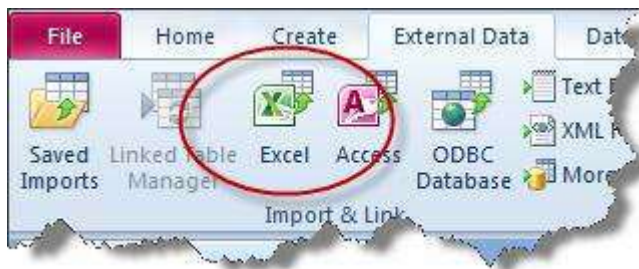 File Home Create External Data Dat
Saved Imports
Linked Table Manager
Excel
Access
ODBC Database
Text
XML
More
Import & Link